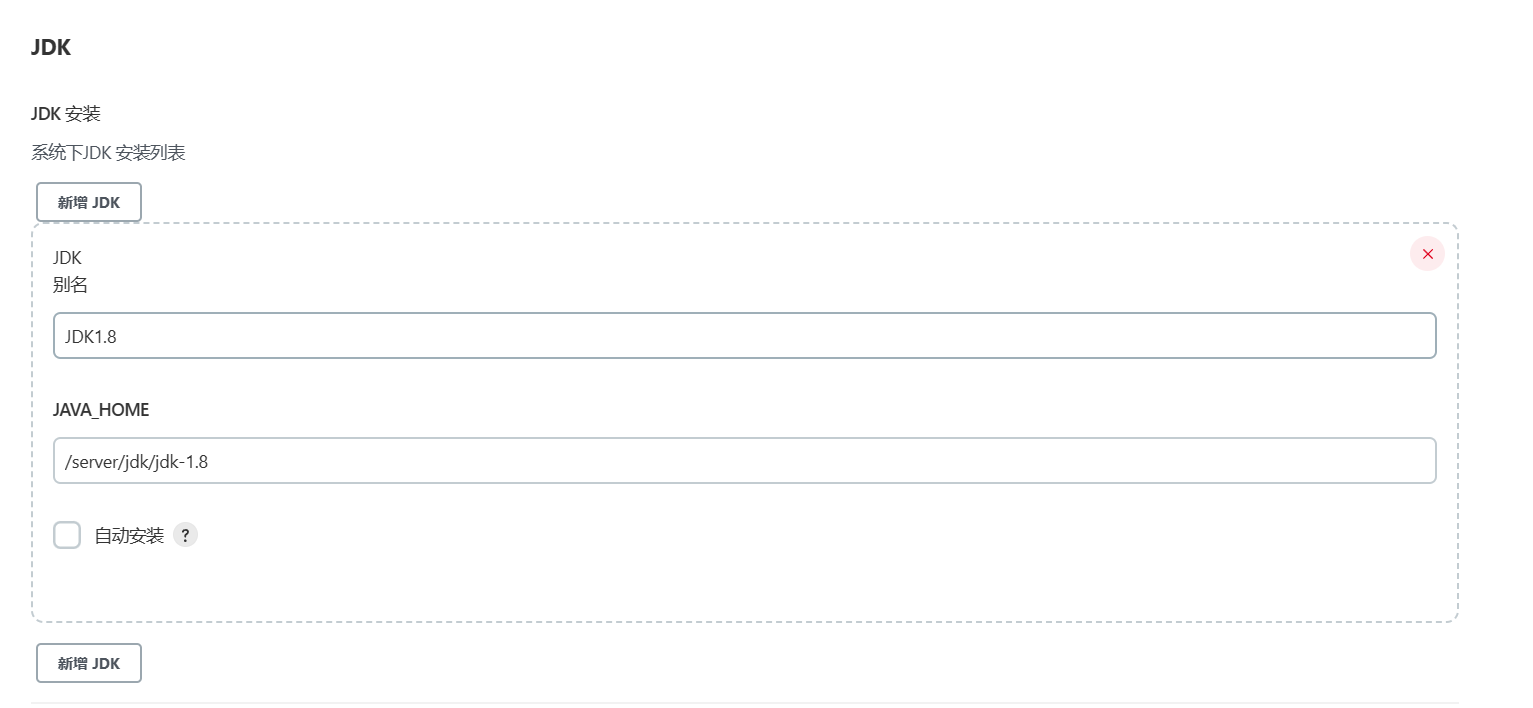 JDK
JDK 安装
系统下JDK 安装列表
新增 JDK
JDK
别名
JDK1.8
JAVA_HOME
/server/jdk/jdk-1.8
自动安装 ?
新增 JDK